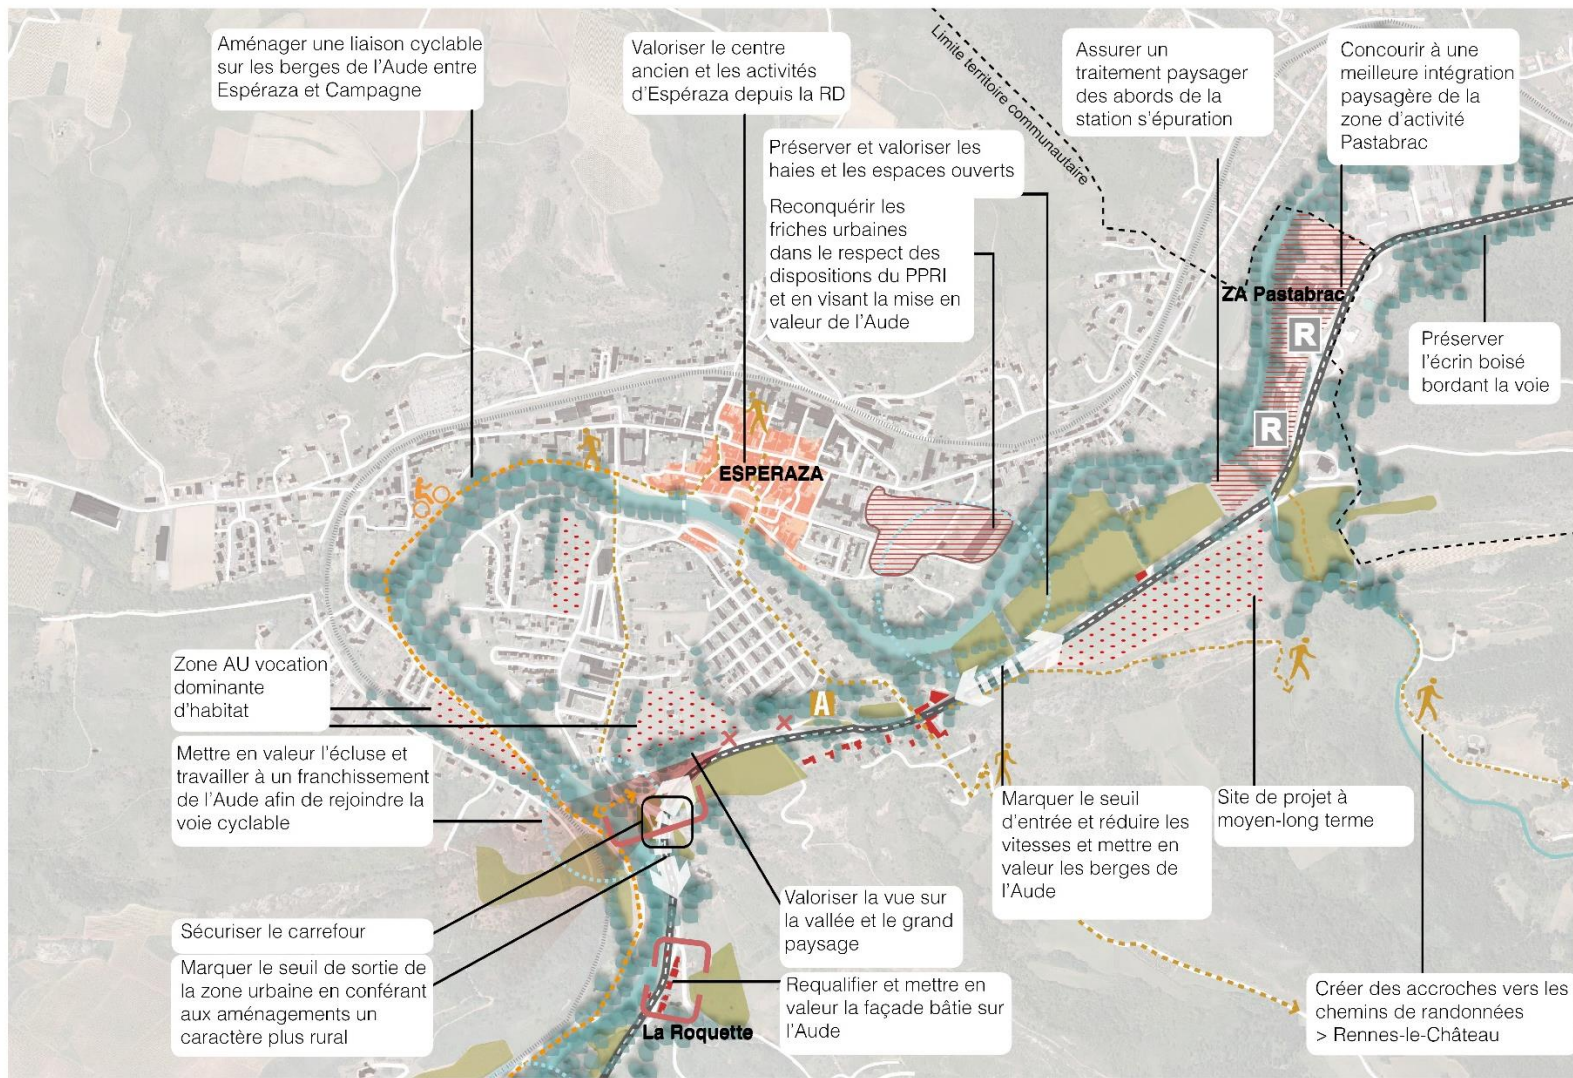 Aménager une liaison cyclable
sur les berges de l'Aude entre
Espéraza et Campagne
Valoriser le centre
ancien et les activités
d'Espéraza depuis la RD
Limite territoire communautaire
Assurer un
traitement paysager
des abords de la
station s'épuration
Concourir à une
meilleure intégration
paysagère de la
zone d'activité
Pastabrac
Préserver et valoriser les
haies et les espaces ouverts
Reconquérir les
friches urbaines
dans le respect des
dispositions du PPRI
et en visant la mise en
valeur de l'Aude
ZA Pastabrac
R
R
Préserver
l'écrin boisé
bordant la voie
ESPERAZA
Zone AU vocation
dominante
d'habitat
A
Mettre en valeur l'écluse et
travailler à un franchissement
de l'Aude afin de rejoindre la
voie cyclable
Marquer le seuil
d'entrée et réduire les
vitesses et mettre en
valeur les berges de
l'Aude
Site de projet à
moyen-long terme
Sécuriser le carrefour
Valoriser la vue sur
la vallée et le grand
paysage
Marquer le seuil de sortie de
la zone urbaine en conférant
aux aménagements un
caractère plus rural
Requalifier et mettre en
valeur la façade bâtie sur
l'Aude
La Roquette
Créer des accroches vers les
chemins de randonnées
> Rennes-le-Château